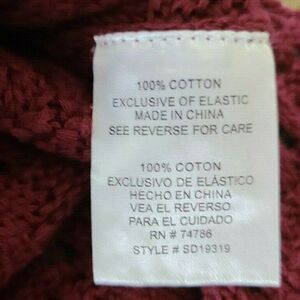 100% COTTON
EXCLUSIVE OF ELASTIC
MADE IN CHINA
SEE REVERSE FOR CARE
100% COTON
EXCLUSIVO DE ELÁSTICO
HECHO EN CHINA
VEA EL REVERSO
PARA EL CUIDADO
RN # 74786
STYLE # SD19319